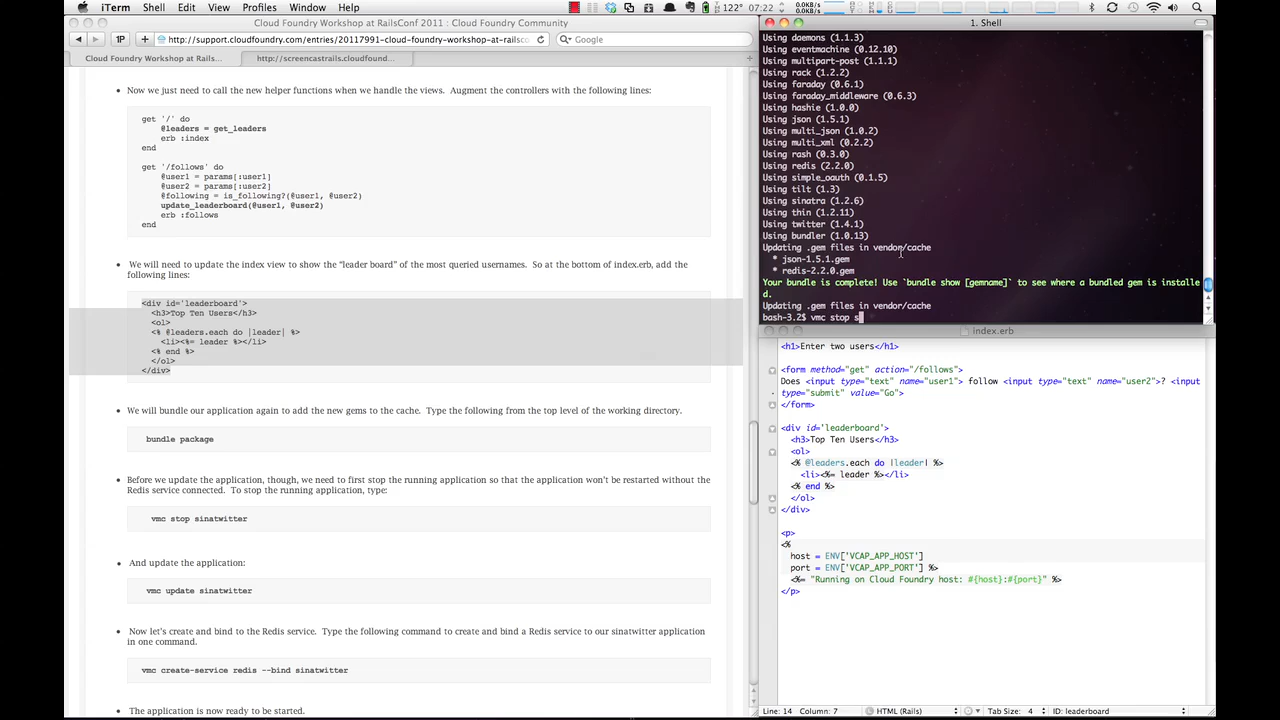 iTerm Shell Edit View Profiles Window Help
122° 0.0KB/s 0.0KB/s 07:22
Cloud Foundry Workshop at RailsConf 2011 : Cloud Foundry Community
1P http://support.cloudfoundry.com/entries/20117991-cloud-foundry-workshop-at-railsc Google
Cloud Foundry Workshop at Rails... http://screencastrails.cloudfound...
• Now we just need to call the new helper functions when we handle the views. Augment the controllers with the following lines:
get '/' do
@leaders = get_leaders
erb :index
end
get '/follows' do
@user1 = params[:user1]
@user2 = params[:user2]
@following = is_following?(@user1, @user2)
update_leaderboard(@user1, @user2)
erb :follows
end
• We will need to update the index view to show the "leader board" of the most queried usernames. So at the bottom of index.erb, add the
following lines:
<div id='leaderboard'>
<h3>Top Ten Users</h3>
<ol>
<% @leaders.each do |leader| %>
<li><%= leader %></li>
<% end %>
</ol>
</div>
• We will bundle our application again to add the new gems to the cache. Type the following from the top level of the working directory.
bundle package
• Before we update the application, though, we need to first stop the running application so that the application won't be restarted without the
Redis service connected. To stop the running application, type:
vmc stop sinatwitter
• And update the application:
vmc update sinatwitter
• Now let's create and bind to the Redis service. Type the following command to create and bind a Redis service to our sinatwitter application
in one command.
vmc create-service redis --bind sinatwitter
• The application is now ready to be started.
1. Shell
Using daemons (1.1.3)
Using eventmachine (0.12.10)
Using multipart-post (1.1.1)
Using rack (1.2.2)
Using faraday (0.6.1)
Using faraday_middleware (0.6.3)
Using hashie (1.0.0)
Using json (1.5.1)
Using multi_json (1.0.2)
Using multi_xml (0.2.2)
Using rash (0.3.0)
Using redis (2.2.0)
Using simple_oauth (0.1.5)
Using tilt (1.3)
Using sinatra (1.2.6)
Using thin (1.2.11)
Using twitter (1.4.1)
Using bundler (1.0.13)
Updating .gem files in vendor/cache
* json-1.5.1.gem
* redis-2.2.0.gem
Your bundle is complete! Use `bundle show [gemname]` to see where a bundled gem is installe
d.
Updating .gem files in vendor/cache
bash-3.2$ vmc stop s
index.erb
<h1>Enter two users</h1>
<form method="get" action="/follows">
Does <input type="text" name="user1"> follow <input type="text" name="user2">? <input
type="submit" value="Go">
</form>
<div id='leaderboard'>
<h3>Top Ten Users</h3>
<ol>
<% @leaders.each do |leader| %>
<li><%= leader %></li>
<% end %>
</ol>
</div>
<p>
<%
host = ENV['VCAP_APP_HOST']
port = ENV['VCAP_APP_PORT'] %>
<%= "Running on Cloud Foundry host: #{host}:#{port}" %>
</p>
Line: 14 Column: 7 HTML (Rails) Tab Size: 4 ID: leaderboard